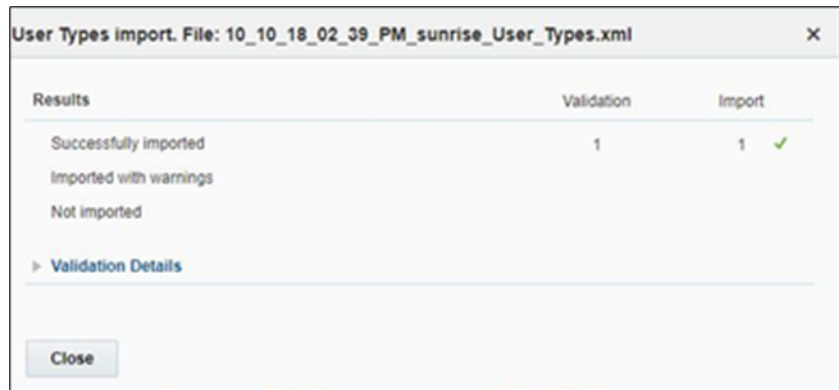 User Types import. File: 10_10_18_02_39_PM_sunrise_User_Types.xml ×
Results Validation Import
Successfully imported 1 1 ✓
Imported with warnings
Not imported
Validation Details
Close